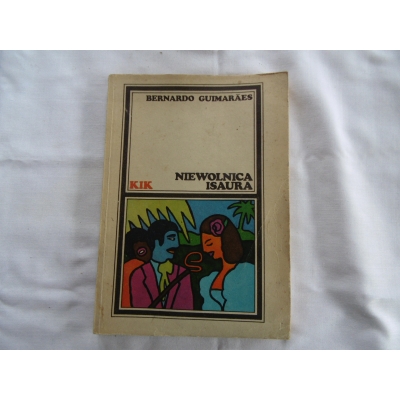 BERNARDO GUIMARÃES
NIEWOLNICA
KIK ISAURA